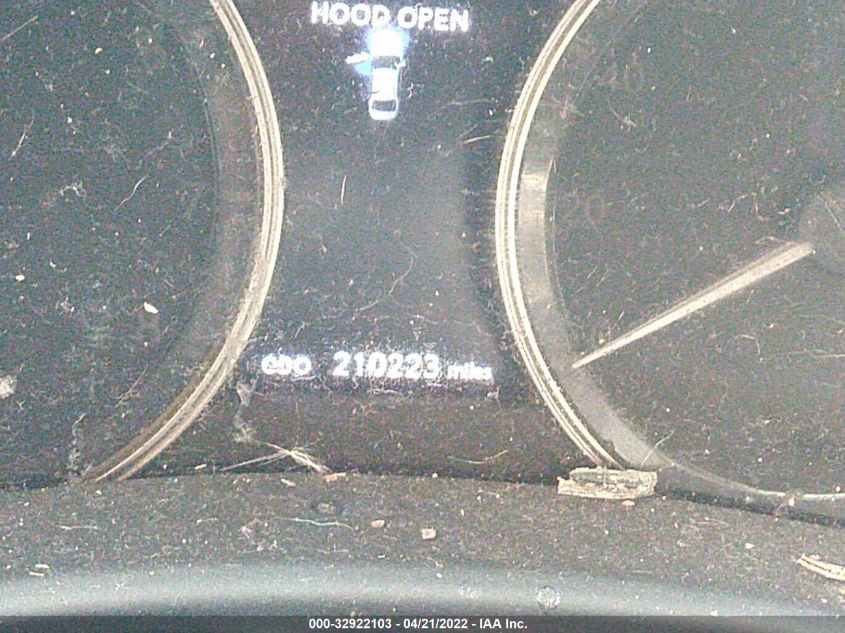 HOOD OPEN
ODO 210223 miles
000-32922103 - 04/21/2022 - IAA Inc.